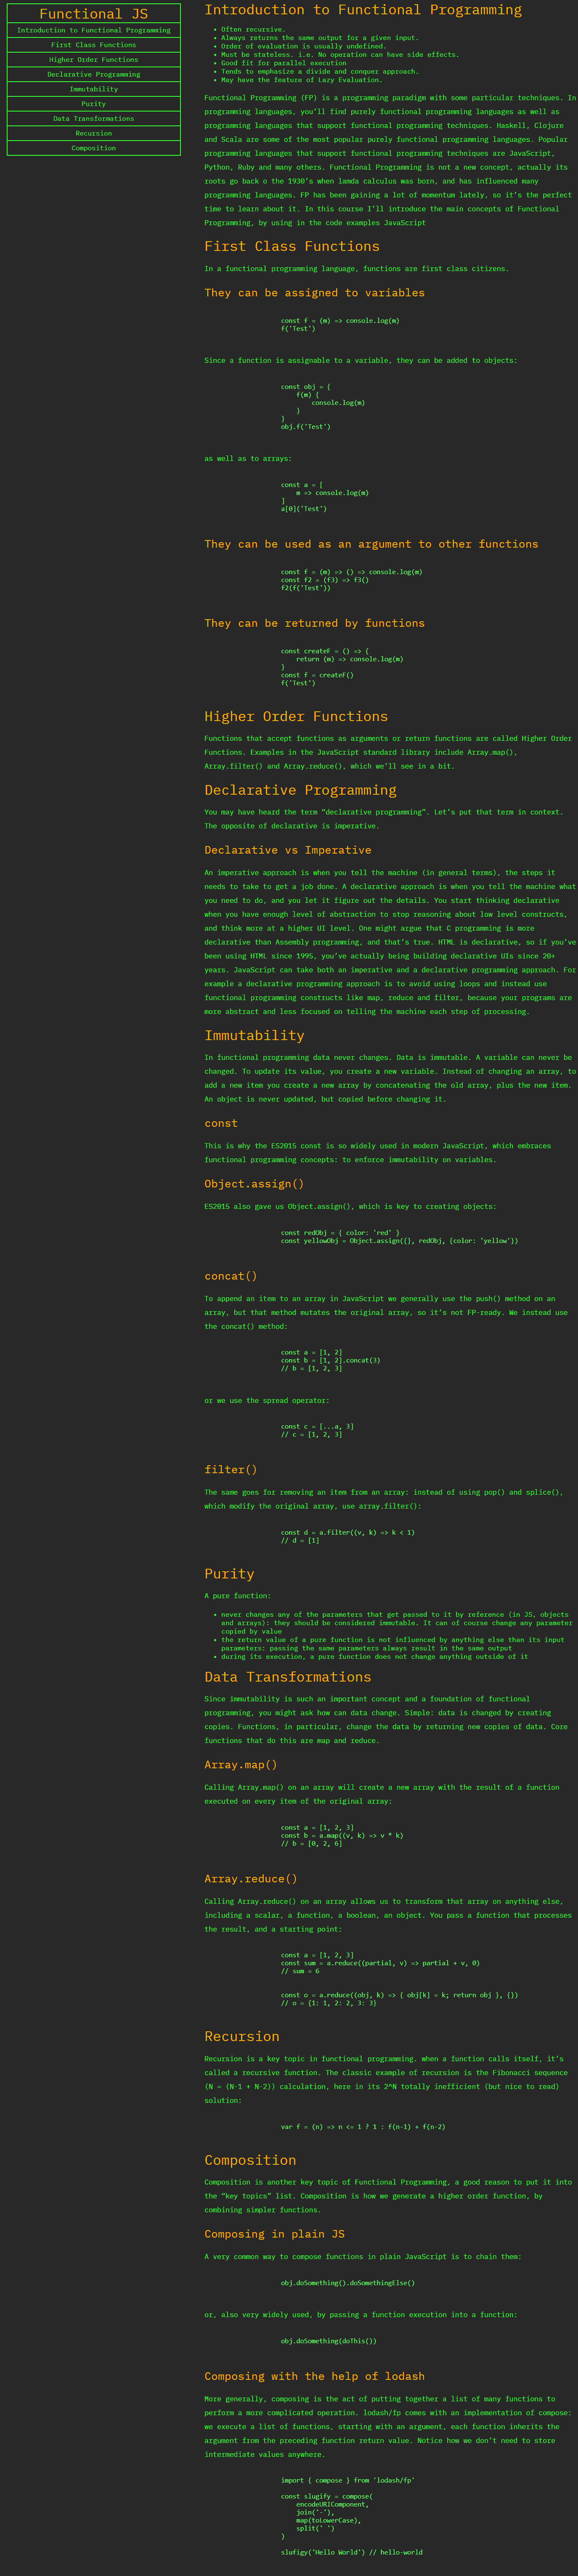 Functional JS
Introduction to Functional Programming
First Class Functions
Higher Order Functions
Declarative Programming
Immutability
Purity
Data Transformations
Recursion
Composition
Introduction to Functional Programming
• Often recursive.
• Always returns the same output for a given input.
• Order of evaluation is usually undefined.
• Must be stateless. i.e. No operation can have side effects.
• Good fit for parallel execution
• Tends to emphasize a divide and conquer approach.
• May have the feature of Lazy Evaluation.
Functional Programming (FP) is a programming paradigm with some particular techniques. In
programming languages, you’ll find purely functional programming languages as well as
programming languages that support functional programming techniques. Haskell, Clojure
and Scala are some of the most popular purely functional programming languages. Popular
programming languages that support functional programming techniques are JavaScript,
Python, Ruby and many others. Functional Programming is not a new concept, actually its
roots go back o the 1930’s when lamda calculus was born, and has influenced many
programming languages. FP has been gaining a lot of momentum lately, so it’s the perfect
time to learn about it. In this course I’ll introduce the main concepts of Functional
Programming, by using in the code examples JavaScript
First Class Functions
In a functional programming language, functions are first class citizens.
They can be assigned to variables
const f = (m) => console.log(m)
f('Test')
Since a function is assignable to a variable, they can be added to objects:
const obj = {
f(m) {
console.log(m)
}
}
obj.f('Test')
as well as to arrays:
const a = [
m => console.log(m)
]
a[0]('Test')
They can be used as an argument to other functions
const f = (m) => () => console.log(m)
const f2 = (f3) => f3()
f2(f('Test'))
They can be returned by functions
const createF = () => {
return (m) => console.log(m)
}
const f = createF()
f('Test')
Higher Order Functions
Functions that accept functions as arguments or return functions are called Higher Order
Functions. Examples in the JavaScript standard library include Array.map(),
Array.filter() and Array.reduce(), which we’ll see in a bit.
Declarative Programming
You may have heard the term “declarative programming”. Let’s put that term in context.
The opposite of declarative is imperative.
Declarative vs Imperative
An imperative approach is when you tell the machine (in general terms), the steps it
needs to take to get a job done. A declarative approach is when you tell the machine what
you need to do, and you let it figure out the details. You start thinking declarative
when you have enough level of abstraction to stop reasoning about low level constructs,
and think more at a higher UI level. One might argue that C programming is more
declarative than Assembly programming, and that’s true. HTML is declarative, so if you’ve
been using HTML since 1995, you’ve actually being building declarative UIs since 20+
years. JavaScript can take both an imperative and a declarative programming approach. For
example a declarative programming approach is to avoid using loops and instead use
functional programming constructs like map, reduce and filter, because your programs are
more abstract and less focused on telling the machine each step of processing.
Immutability
In functional programming data never changes. Data is immutable. A variable can never be
changed. To update its value, you create a new variable. Instead of changing an array, to
add a new item you create a new array by concatenating the old array, plus the new item.
An object is never updated, but copied before changing it.
const
This is why the ES2015 const is so widely used in modern JavaScript, which embraces
functional programming concepts: to enforce immutability on variables.
Object.assign()
ES2015 also gave us Object.assign(), which is key to creating objects:
const redObj = { color: 'red' }
const yellowObj = Object.assign({}, redObj, {color: 'yellow'})
concat()
To append an item to an array in JavaScript we generally use the push() method on an
array, but that method mutates the original array, so it’s not FP-ready. We instead use
the concat() method:
const a = [1, 2]
const b = [1, 2].concat(3)
// b = [1, 2, 3]
or we use the spread operator:
const c = [...a, 3]
// c = [1, 2, 3]
filter()
The same goes for removing an item from an array: instead of using pop() and splice(),
which modify the original array, use array.filter():
const d = a.filter((v, k) => k < 1)
// d = [1]
Purity
A pure function:
• never changes any of the parameters that get passed to it by reference (in JS, objects
and arrays): they should be considered immutable. It can of course change any parameter
copied by value
• the return value of a pure function is not influenced by anything else than its input
parameters: passing the same parameters always result in the same output
• during its execution, a pure function does not change anything outside of it
Data Transformations
Since immutability is such an important concept and a foundation of functional
programming, you might ask how can data change. Simple: data is changed by creating
copies. Functions, in particular, change the data by returning new copies of data. Core
functions that do this are map and reduce.
Array.map()
Calling Array.map() on an array will create a new array with the result of a function
executed on every item of the original array:
const a = [1, 2, 3]
const b = a.map((v, k) => v * k)
// b = [0, 2, 6]
Array.reduce()
Calling Array.reduce() on an array allows us to transform that array on anything else,
including a scalar, a function, a boolean, an object. You pass a function that processes
the result, and a starting point:
const a = [1, 2, 3]
const sum = a.reduce((partial, v) => partial + v, 0)
// sum = 6
const o = a.reduce((obj, k) => { obj[k] = k; return obj }, {})
// o = {1: 1, 2: 2, 3: 3}
Recursion
Recursion is a key topic in functional programming. when a function calls itself, it’s
called a recursive function. The classic example of recursion is the Fibonacci sequence
(N = (N-1 + N-2)) calculation, here in its 2^N totally inefficient (but nice to read)
solution:
var f = (n) => n <= 1 ? 1 : f(n-1) + f(n-2)
Composition
Composition is another key topic of Functional Programming, a good reason to put it into
the “key topics” list. Composition is how we generate a higher order function, by
combining simpler functions.
Composing in plain JS
A very common way to compose functions in plain JavaScript is to chain them:
obj.doSomething().doSomethingElse()
or, also very widely used, by passing a function execution into a function:
obj.doSomething(doThis())
Composing with the help of lodash
More generally, composing is the act of putting together a list of many functions to
perform a more complicated operation. lodash/fp comes with an implementation of compose:
we execute a list of functions, starting with an argument, each function inherits the
argument from the preceding function return value. Notice how we don’t need to store
intermediate values anywhere.
import { compose } from 'lodash/fp'
const slugify = compose(
encodeURIComponent,
join('-'),
map(toLowerCase),
split(' ')
)
slufigy('Hello World') // hello-world